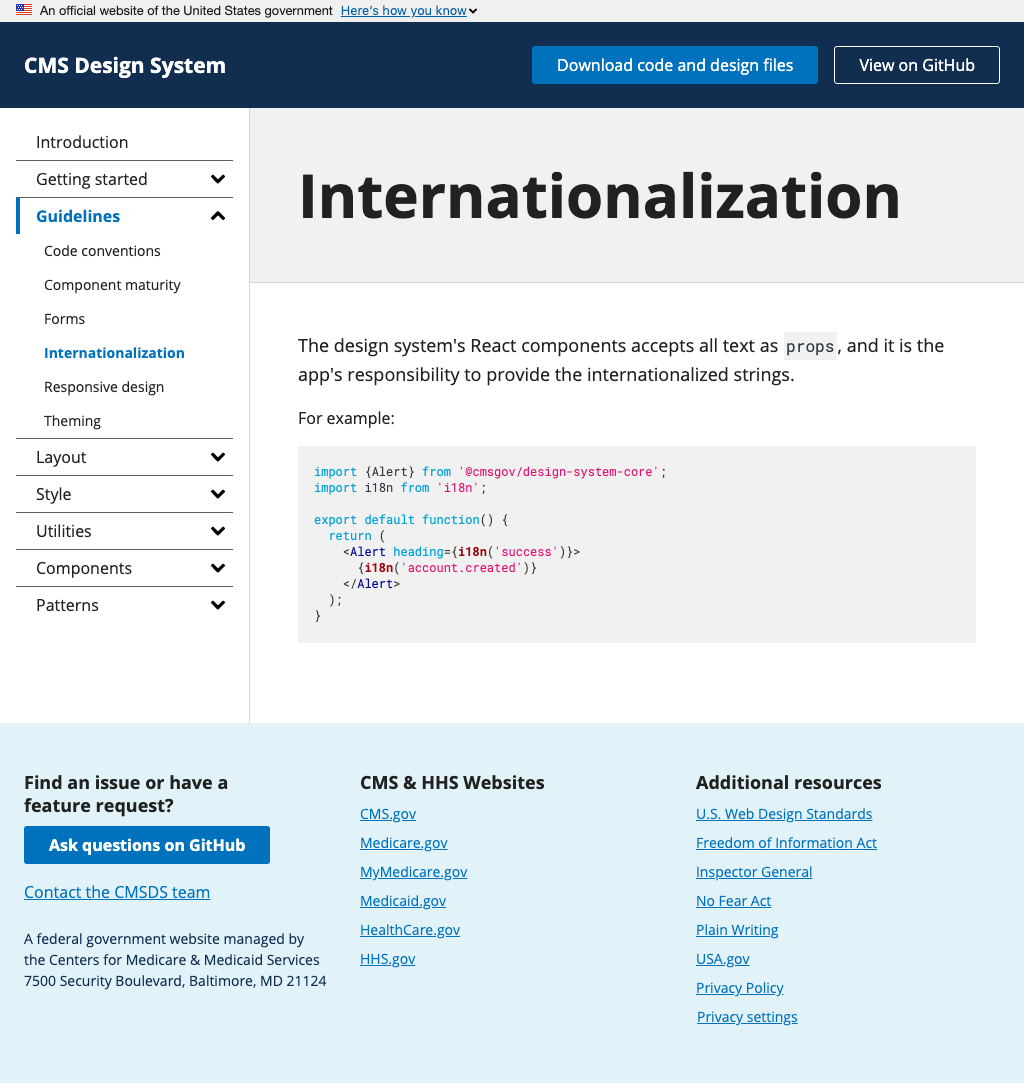 An official website of the United States government Here's how you know
CMS Design System
Download code and design files
View on GitHub
Introduction
Getting started
Guidelines
Code conventions
Component maturity
Forms
Internationalization
Responsive design
Theming
Layout
Style
Utilities
Components
Patterns
Internationalization
The design system's React components accepts all text as props, and it is the
app's responsibility to provide the internationalized strings.
For example:
import {Alert} from '@cmsgov/design-system-core';
import i18n from 'i18n';
export default function() {
  return (
    <Alert heading={i18n('success')}>
      {i18n('account.created')}
    </Alert>
  );
}
Find an issue or have a
feature request?
Ask questions on GitHub
Contact the CMSDS team
A federal government website managed by
the Centers for Medicare & Medicaid Services
7500 Security Boulevard, Baltimore, MD 21124
CMS & HHS Websites
CMS.gov
Medicare.gov
MyMedicare.gov
Medicaid.gov
HealthCare.gov
HHS.gov
Additional resources
U.S. Web Design Standards
Freedom of Information Act
Inspector General
No Fear Act
Plain Writing
USA.gov
Privacy Policy
Privacy settings